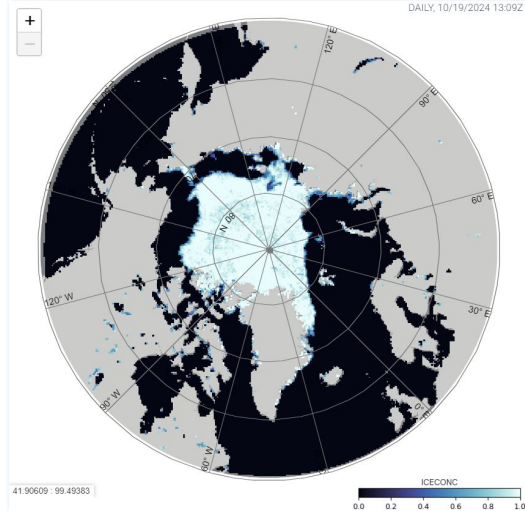 DAILY, 10/19/2024 13:09Z
+
−
120° E
90° E
60° E
N 08
120° W
30° E
90° W
0° E
60° W
41.90609 : 99.49383
ICECONC
0.0 0.2 0.4 0.6 0.8 1.0